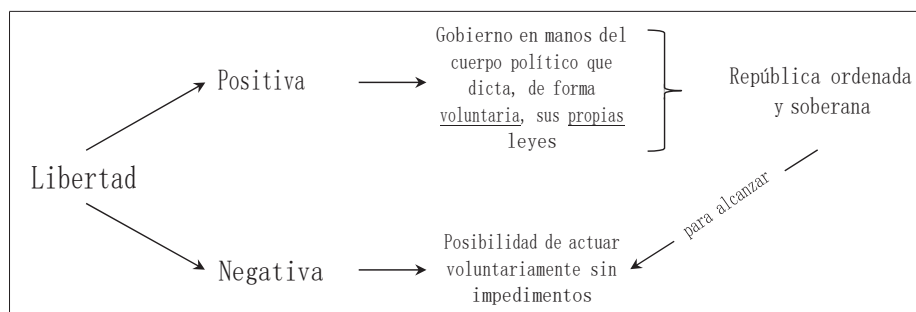 Libertad
Positiva
Gobierno en manos del
cuerpo político que
dicta, de forma
voluntaria, sus propias
leyes
República ordenada
y soberana
para alcanzar
Negativa
Posibilidad de actuar
voluntariamente sin
impedimentos